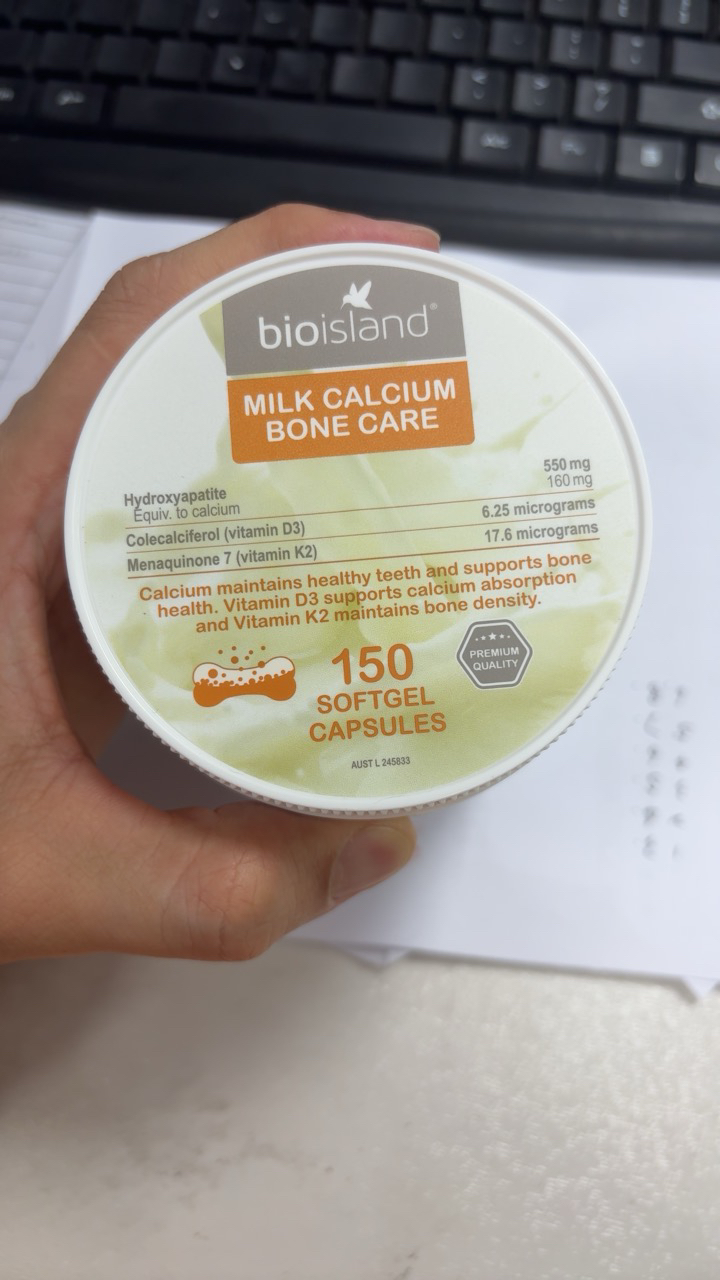 bioisland®
MILK CALCIUM
BONE CARE
Hydroxyapatite 550 mg
Equiv. to calcium 160 mg
Colecalciferol (vitamin D3) 6.25 micrograms
Menaquinone 7 (vitamin K2) 17.6 micrograms
Calcium maintains healthy teeth and supports bone
health. Vitamin D3 supports calcium absorption
and Vitamin K2 maintains bone density.
PREMIUM
QUALITY
150
SOFTGEL
CAPSULES
AUST L 245833